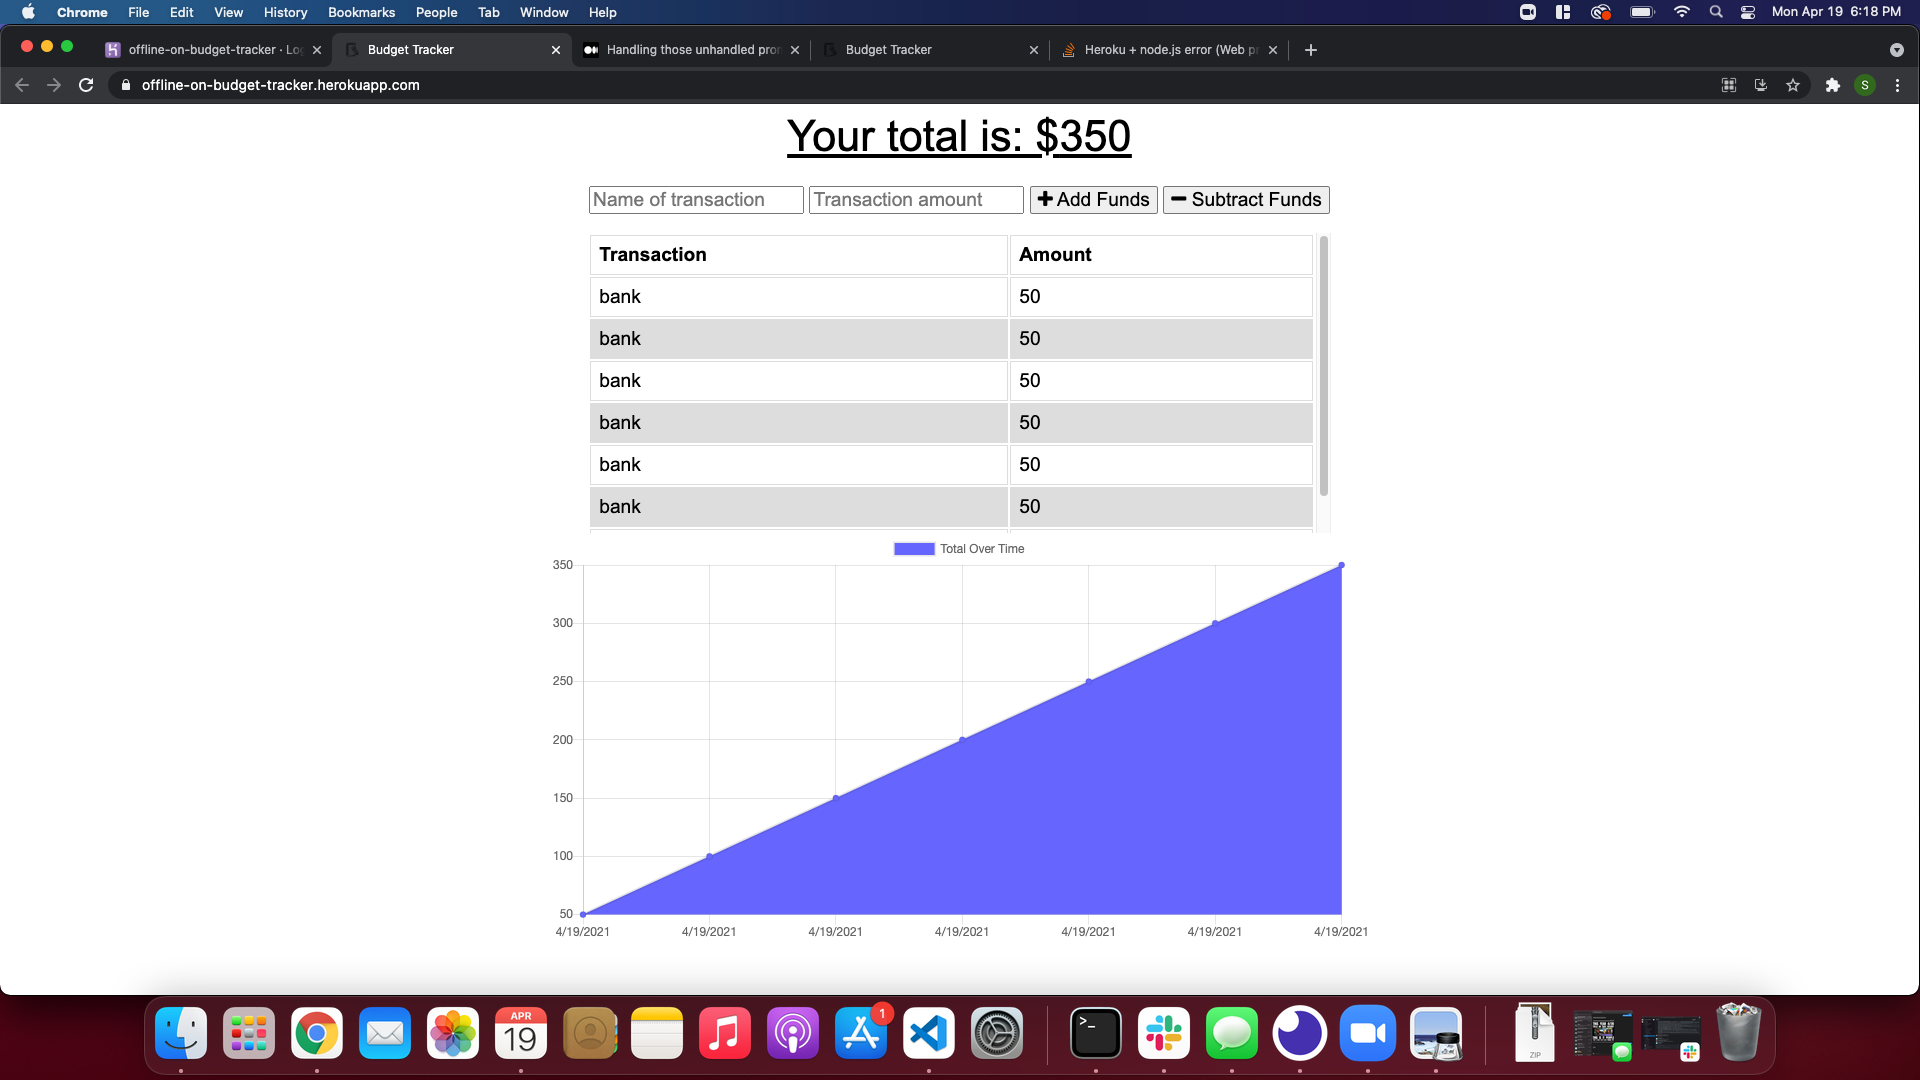 Chrome File Edit View History Bookmarks People Tab Window Help Mon Apr 19 6:18 PM
offline-on-budget-tracker · Lo Budget Tracker Handling those unhandled pro Budget Tracker Heroku + node.js error (Web p
offline-on-budget-tracker.herokuapp.com S
Your total is: $350
Name of transaction Transaction amount Add Funds Subtract Funds
Transaction Amount
bank 50
bank 50
bank 50
bank 50
bank 50
bank 50
Total Over Time
350
300
250
200
150
100
50
4/19/2021 4/19/2021 4/19/2021 4/19/2021 4/19/2021 4/19/2021 4/19/2021
APR
19
1
>_
ZIP